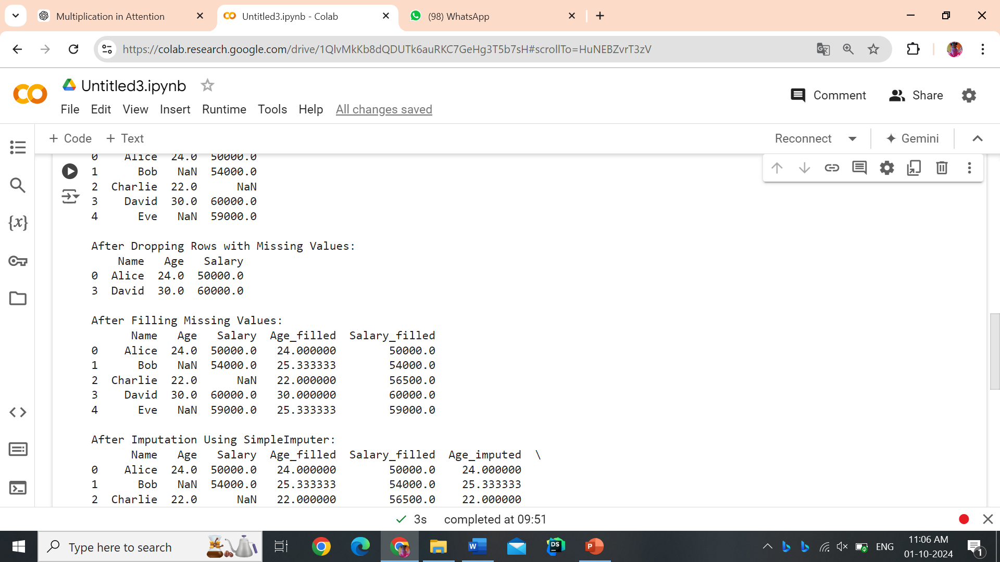 Multiplication in Attention
Untitled3.ipynb - Colab
(98) WhatsApp
https://colab.research.google.com/drive/1QlvMkKb8dQDUTk6auRKC7GeHg3T5b7sH#scrollTo=HuNEBZvrT3zV
Untitled3.ipynb
Comment
Share
File Edit View Insert Runtime Tools Help All changes saved
+ Code + Text
Reconnect
Gemini
0 Alice 24.0 50000.0
1 Bob NaN 54000.0
2 Charlie 22.0 NaN
3 David 30.0 60000.0
4 Eve NaN 59000.0
After Dropping Rows with Missing Values:
Name Age Salary
0 Alice 24.0 50000.0
3 David 30.0 60000.0
After Filling Missing Values:
Name Age Salary Age_filled Salary_filled
0 Alice 24.0 50000.0 24.000000 50000.0
1 Bob NaN 54000.0 25.333333 54000.0
2 Charlie 22.0 NaN 22.000000 56500.0
3 David 30.0 60000.0 30.000000 60000.0
4 Eve NaN 59000.0 25.333333 59000.0
After Imputation Using SimpleImputer:
Name Age Salary Age_filled Salary_filled Age_imputed \
0 Alice 24.0 50000.0 24.000000 50000.0 24.000000
1 Bob NaN 54000.0 25.333333 54000.0 25.333333
2 Charlie 22.0 NaN 22.000000 56500.0 22.000000
3s completed at 09:51
Type here to search
W
DS
P
ENG
11:06 AM
01-10-2024
1